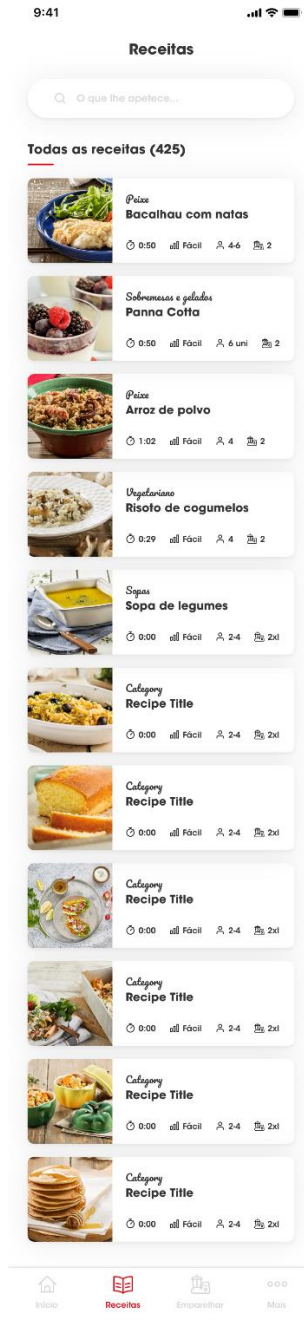 9:41
Receitas
O que lhe apetece...
Todas as receitas (425)
Peixe
Bacalhau com natas
0:50 Fácil 4-6 2
Sobremesas e gelados
Panna Cotta
0:50 Fácil 6 uni 2
Peixe
Arroz de polvo
1:02 Fácil 4 2
Vegetariano
Risoto de cogumelos
0:29 Fácil 4 2
Sopas
Sopa de legumes
0:00 Fácil 2-4 2xl
Category
Recipe Title
0:00 Fácil 2-4 2xl
Category
Recipe Title
0:00 Fácil 2-4 2xl
Category
Recipe Title
0:00 Fácil 2-4 2xl
Category
Recipe Title
0:00 Fácil 2-4 2xl
Category
Recipe Title
0:00 Fácil 2-4 2xl
Category
Recipe Title
0:00 Fácil 2-4 2xl
Início Receitas Emparelhar Mais